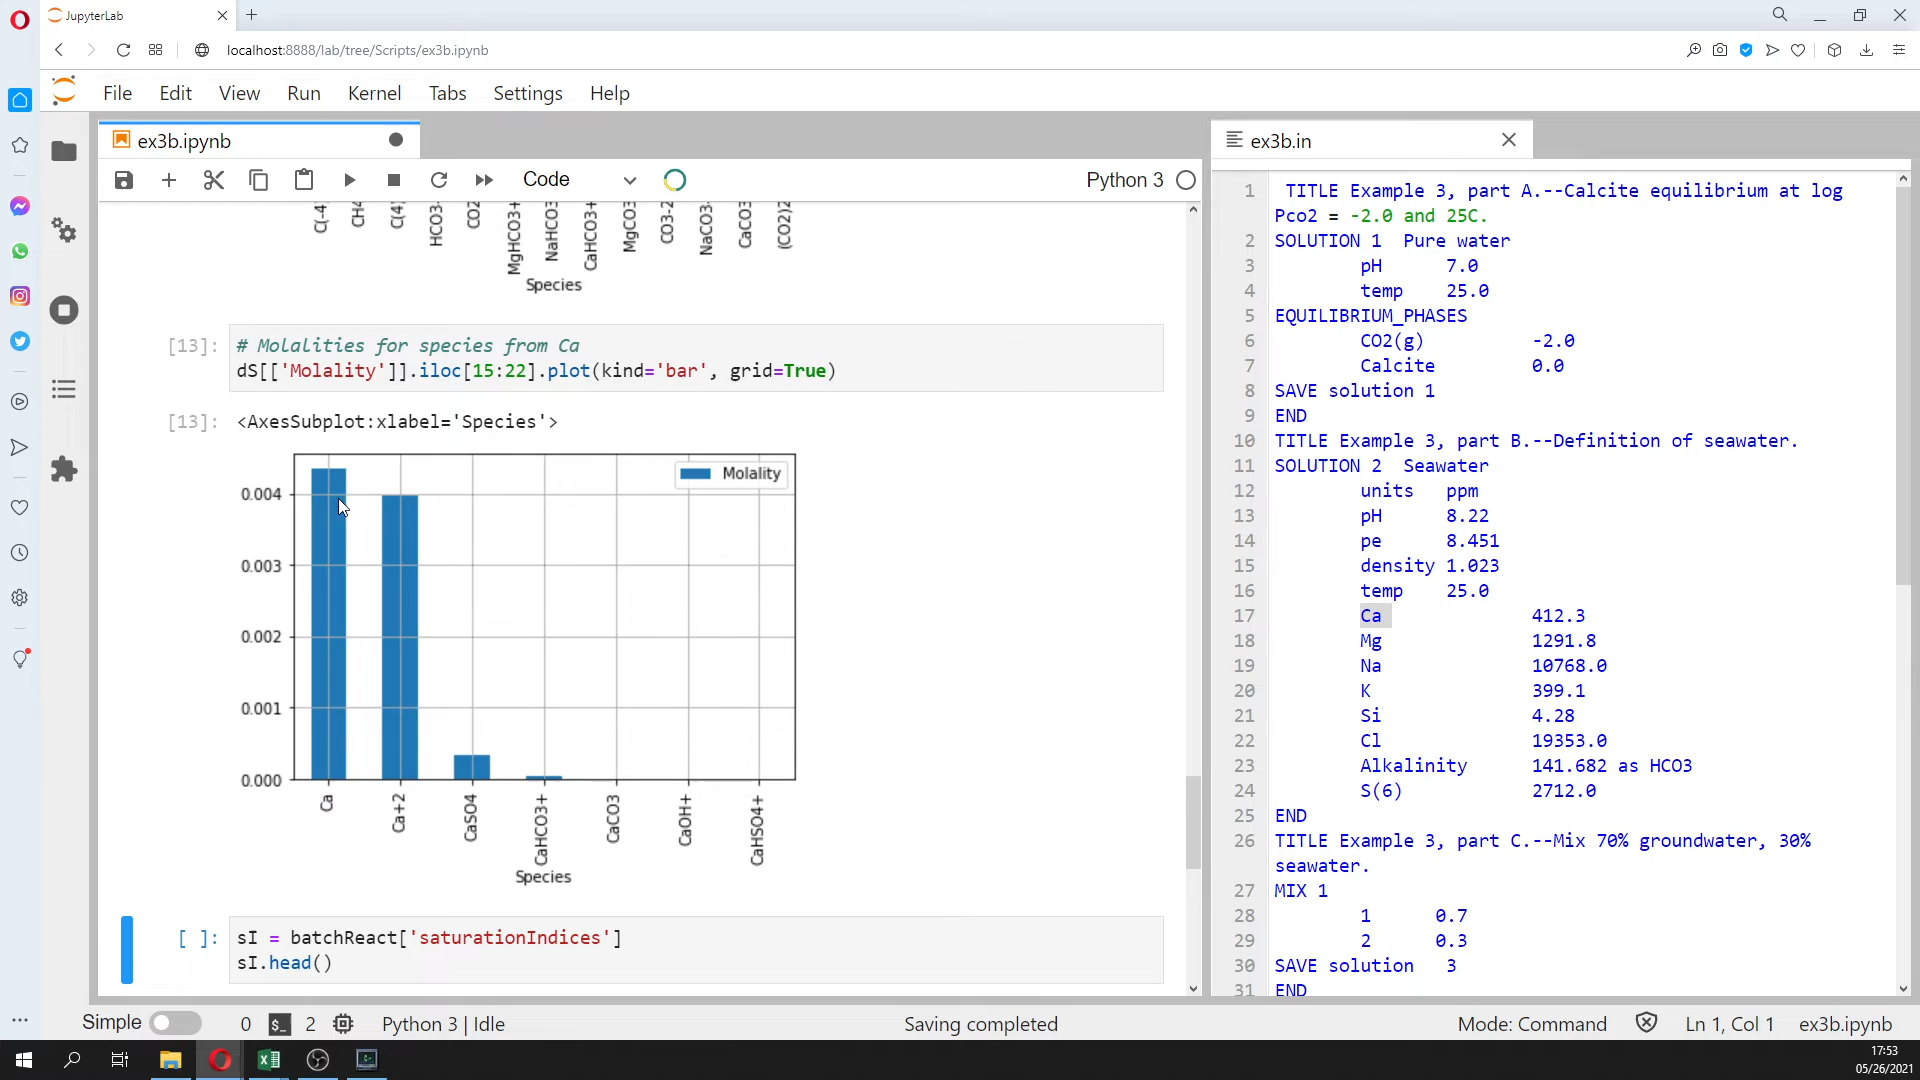 JupyterLab
localhost:8888/lab/tree/Scripts/ex3b.ipynb
File Edit View Run Kernel Tabs Settings Help
ex3b.ipynb
Code
Python 3
C(-4)
CH4
C(4)
HCO3-
CO2
MgHCO3+
NaHCO3
CaHCO3+
MgCO3
CO3-2
NaCO3-
CaCO3
(CO2)2
Species
[13]:
# Molalities for species from Ca
dS[['Molality']].iloc[15:22].plot(kind='bar', grid=True)
[13]:
<AxesSubplot:xlabel='Species'>
Molality
0.004
0.003
0.002
0.001
0.000
Ca
Ca+2
CaSO4
CaHCO3+
CaCO3
CaOH+
CaHSO4+
Species
[ ]:
sI = batchReact['saturationIndices']
sI.head()
ex3b.in
1 TITLE Example 3, part A.--Calcite equilibrium at log
Pco2 = -2.0 and 25C.
2 SOLUTION 1 Pure water
3 pH 7.0
4 temp 25.0
5 EQUILIBRIUM_PHASES
6 CO2(g) -2.0
7 Calcite 0.0
8 SAVE solution 1
9 END
10 TITLE Example 3, part B.--Definition of seawater.
11 SOLUTION 2 Seawater
12 units ppm
13 pH 8.22
14 pe 8.451
15 density 1.023
16 temp 25.0
17 Ca 412.3
18 Mg 1291.8
19 Na 10768.0
20 K 399.1
21 Si 4.28
22 Cl 19353.0
23 Alkalinity 141.682 as HCO3
24 S(6) 2712.0
25 END
26 TITLE Example 3, part C.--Mix 70% groundwater, 30%
seawater.
27 MIX 1
28 1 0.7
29 2 0.3
30 SAVE solution 3
31 END
Simple 0 $_ 2 Python 3 | Idle Saving completed Mode: Command Ln 1, Col 1 ex3b.ipynb
17:53
05/26/2021